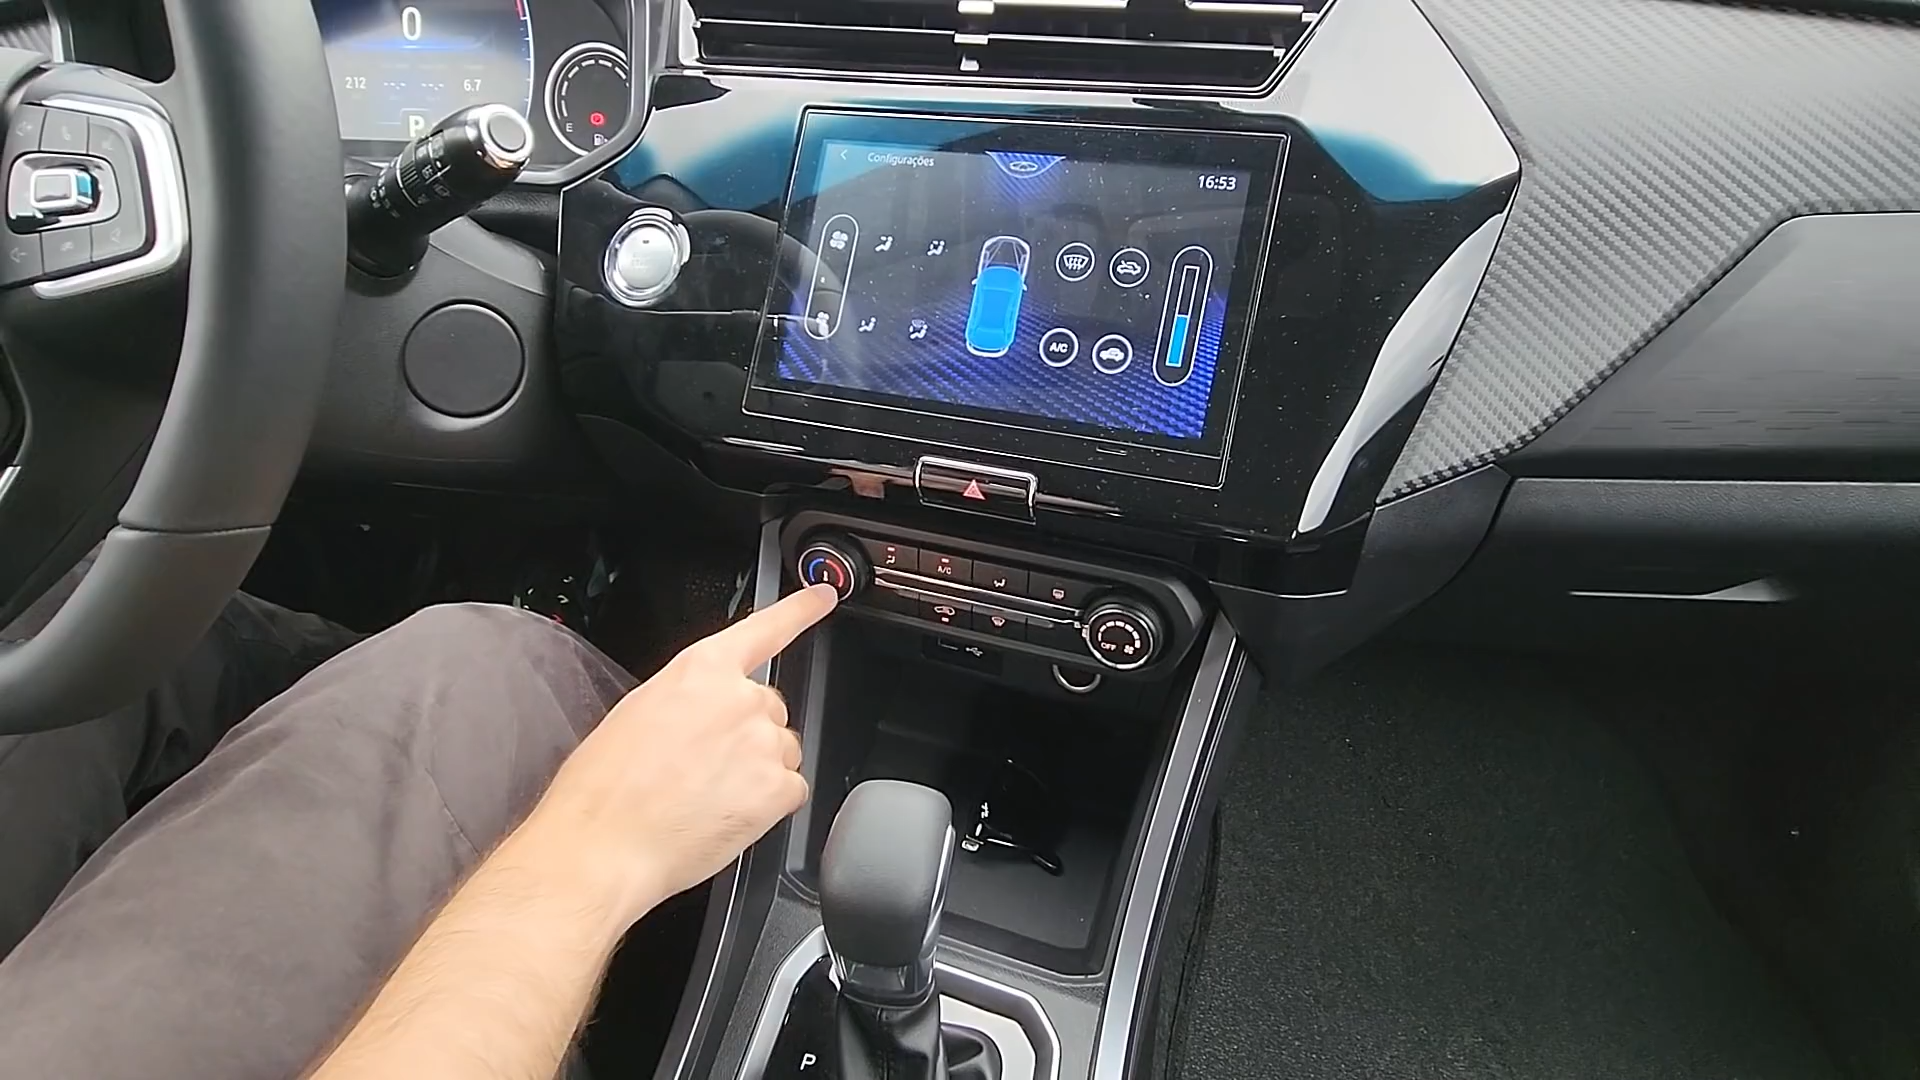 0
212 --.- --.- 6.7
P
E
Configurações
16:53
A/C
A/C
OFF
P